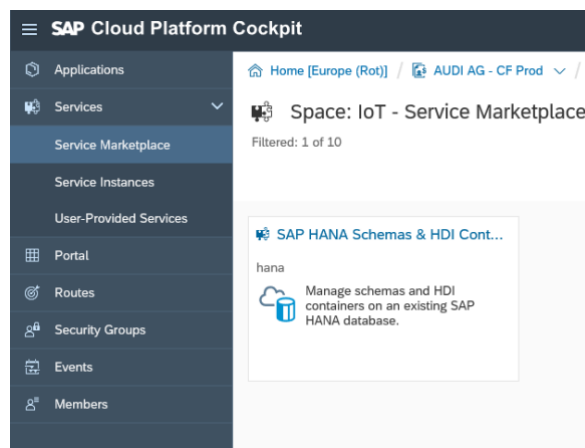 SAP Cloud Platform Cockpit
Applications
Services
Service Marketplace
Service Instances
User-Provided Services
Portal
Routes
Security Groups
Events
Members
Home [Europe (Rot)] / AUDI AG - CF Prod /
Space: IoT - Service Marketplace
Filtered: 1 of 10
SAP HANA Schemas & HDI Cont...
hana
Manage schemas and HDI
containers on an existing SAP
HANA database.